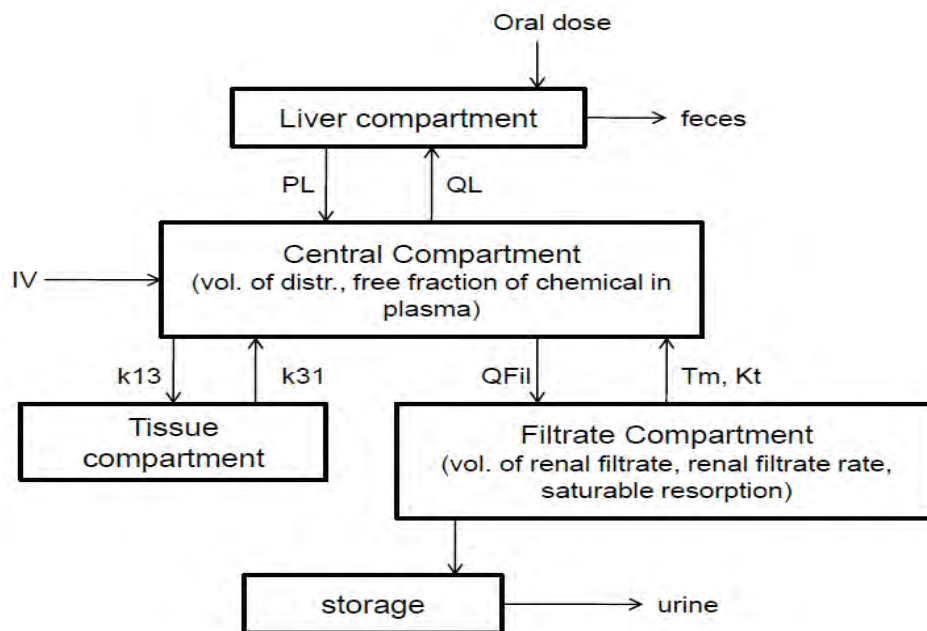 Oral dose
Liver compartment
feces
PL
QL
Central Compartment
(vol. of distr., free fraction of chemical in
plasma)
IV
k13
k31
QFil
Tm, Kt
Tissue
compartment
Filtrate Compartment
(vol. of renal filtrate, renal filtrate rate,
saturable resorption)
storage
urine